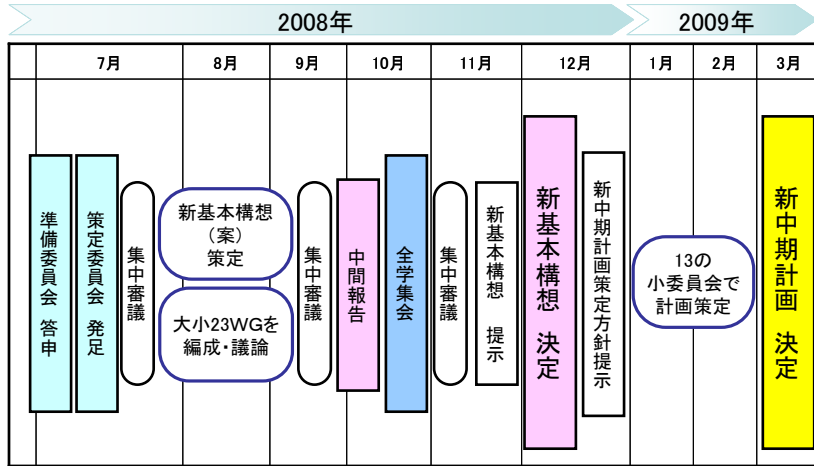 2008年
2009年
7月
8月
9月
10月
11月
12月
1月
2月
3月
準備委員会 答申
策定委員会 発足
集中審議
新基本構想
（案）
策定
大小23WGを
編成・議論
集中審議
中間報告
全学集会
集中審議
新基本構想 提示
新基本構想 決定
新中期計画策定方針提示
13の
小委員会で
計画策定
新中期計画 決定